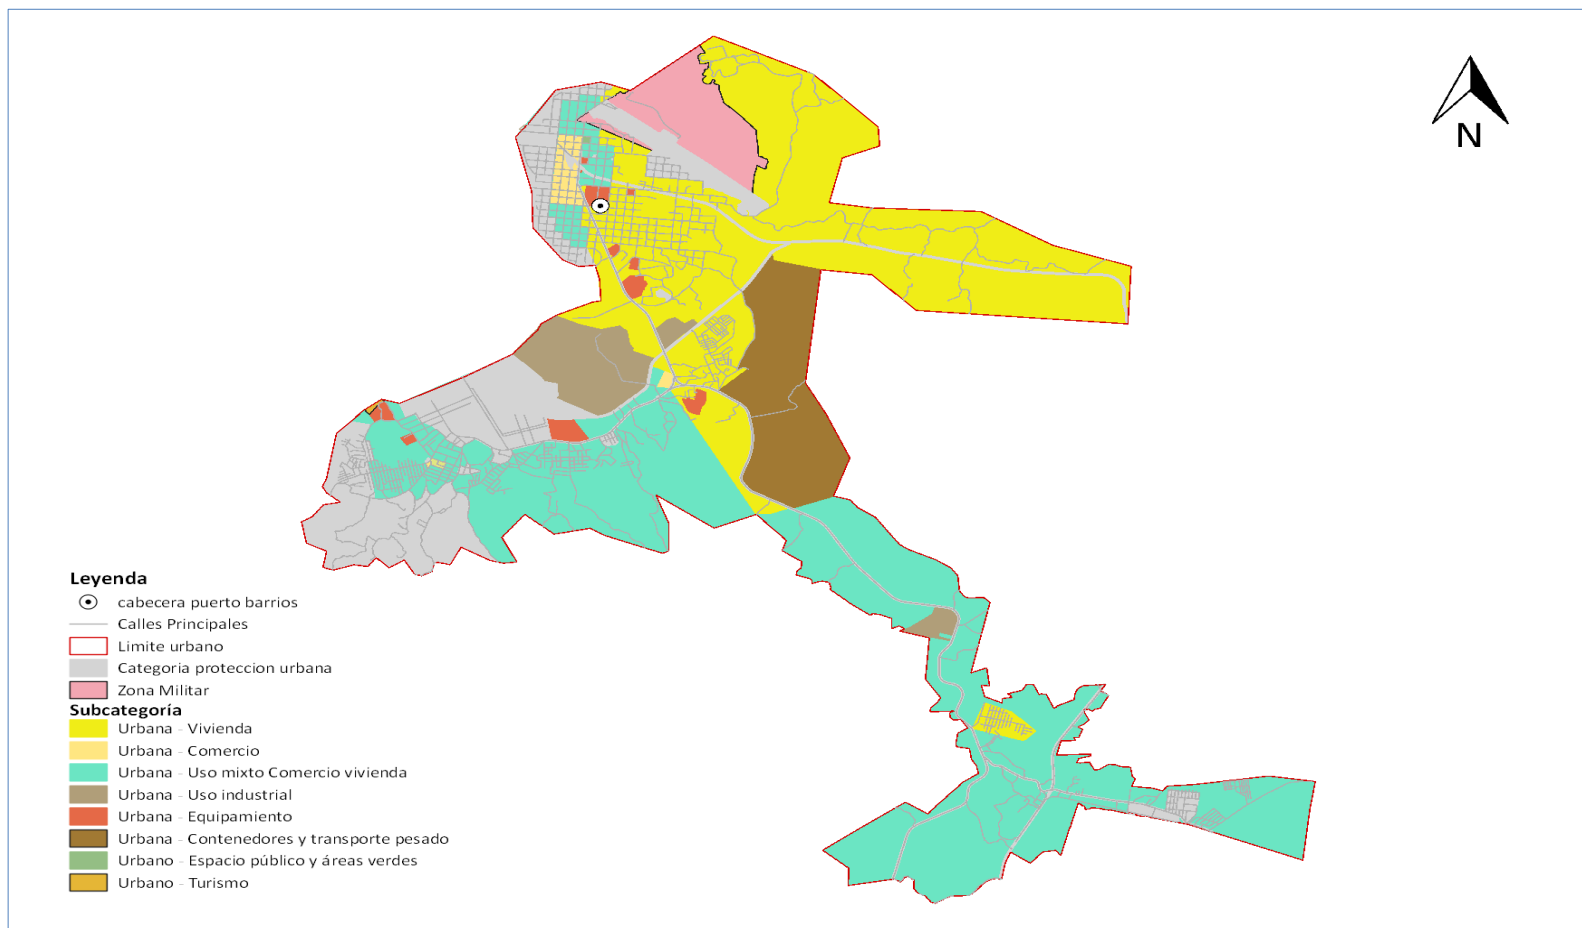 N
Leyenda
cabecera puerto barrios
Calles Principales
Limite urbano
Categoria proteccion urbana
Zona Militar
Subcategoría
Urbana - Vivienda
Urbana - Comercio
Urbana - Uso mixto Comercio vivienda
Urbana - Uso industrial
Urbana - Equipamiento
Urbana - Contenedores y transporte pesado
Urbano - Espacio público y áreas verdes
Urbano - Turismo